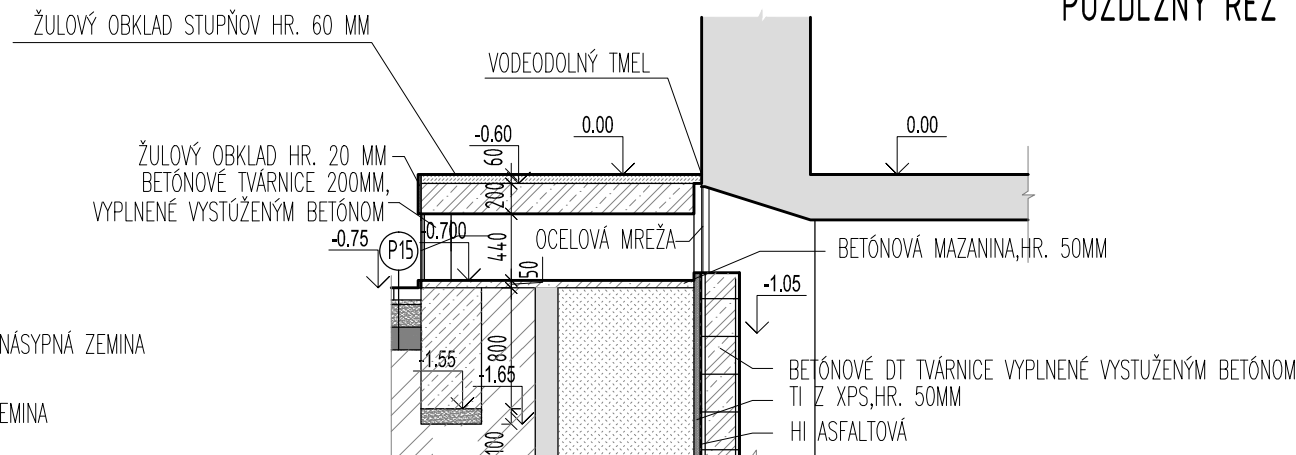 POZDĹŽNY REZ
ŽULOVÝ OBKLAD STUPŇOV HR. 60 MM
VODEODOLNÝ TMEL
-0.60
0.00
0.00
60
ŽULOVÝ OBKLAD HR. 20 MM
BETÓNOVÉ TVÁRNICE 200MM,
VYPLNENÉ VYSTÚŽENÝM BETÓNOM
200
-0.75
P15
-0.700
440
OCELOVÁ MREŽA
BETÓNOVÁ MAZANINA,HR. 50MM
50
-1.05
NÁSYPNÁ ZEMINA
800
-1.55
-1.65
BETÓNOVÉ DT TVÁRNICE VYPLNENÉ VYSTUŽENÝM BETÓNOM
TI Z XPS,HR. 50MM
EMINA
HI ASFALTOVÁ
100